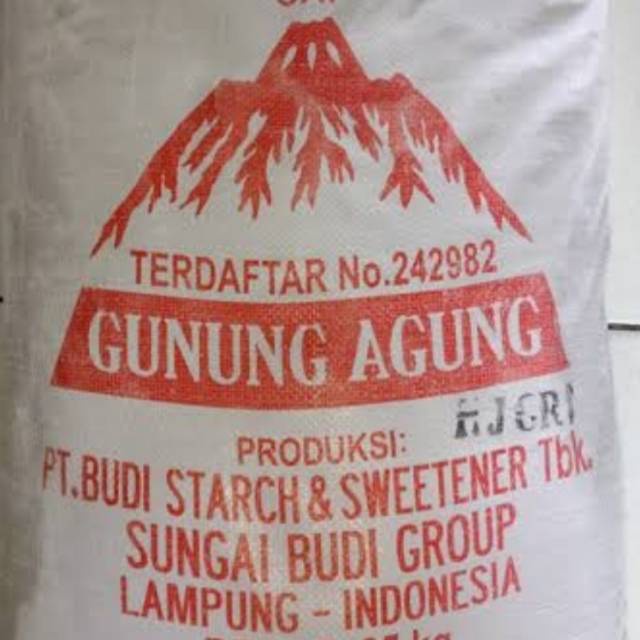 TERDAFTAR No.242982
GUNUNG AGUNG
PRODUKSI:
PT.BUDI STARCH & SWEETENER Tbk.
SUNGAI BUDI GROUP
LAMPUNG - INDONESIA